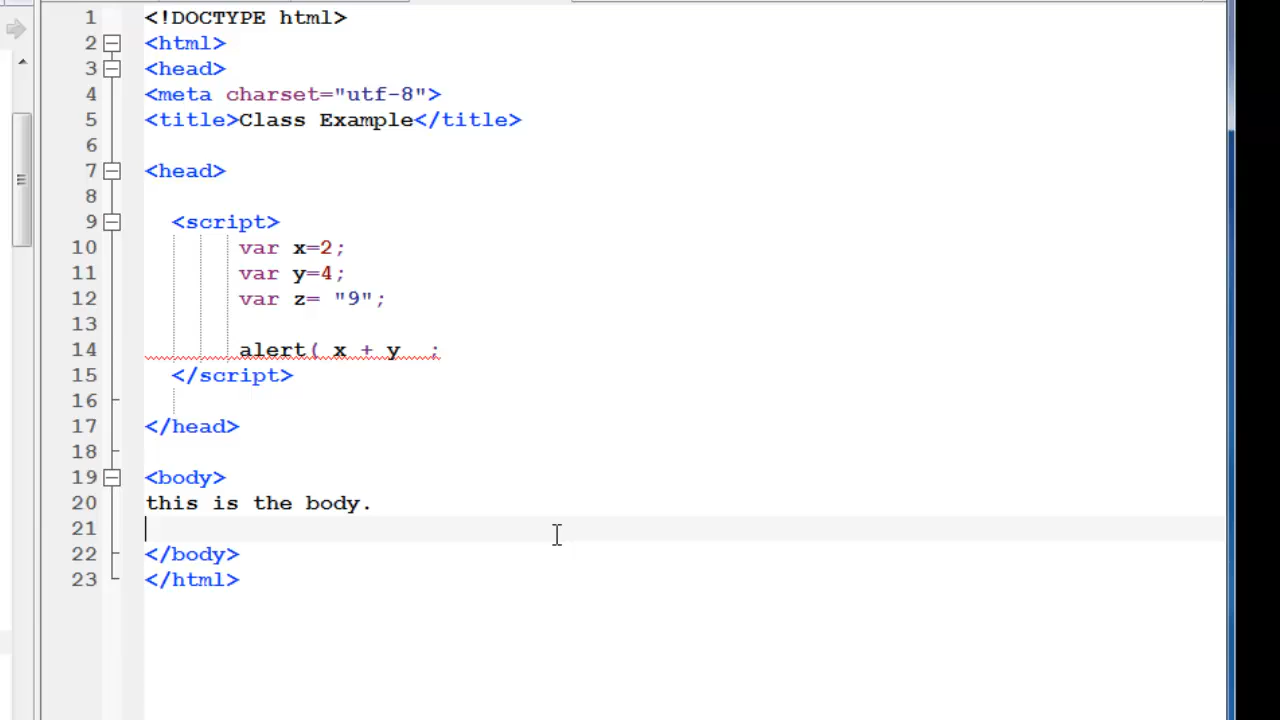 1 <!DOCTYPE html>
2 <html>
3 <head>
4 <meta charset="utf-8">
5 <title>Class Example</title>
6
7 <head>
8
9 <script>
10 var x=2;
11 var y=4;
12 var z= "9";
13
14 alert( x + y  ;
15 </script>
16
17 </head>
18
19 <body>
20 this is the body.
21
22 </body>
23 </html>